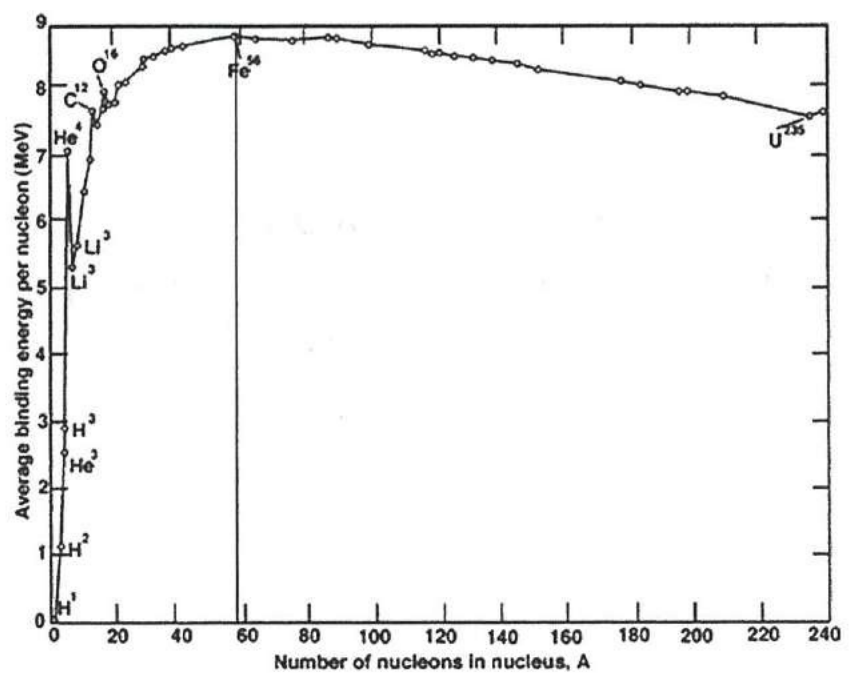 Average binding energy per nucleon (MeV)
9
8
7
6
5
4
3
2
1
0
O¹⁶
C¹²
He⁴
Fe⁵⁶
U²³⁵
Li³
Li³
H³
He³
H²
H¹
0 20 40 60 80 100 120 140 160 180 200 220 240
Number of nucleons in nucleus, A